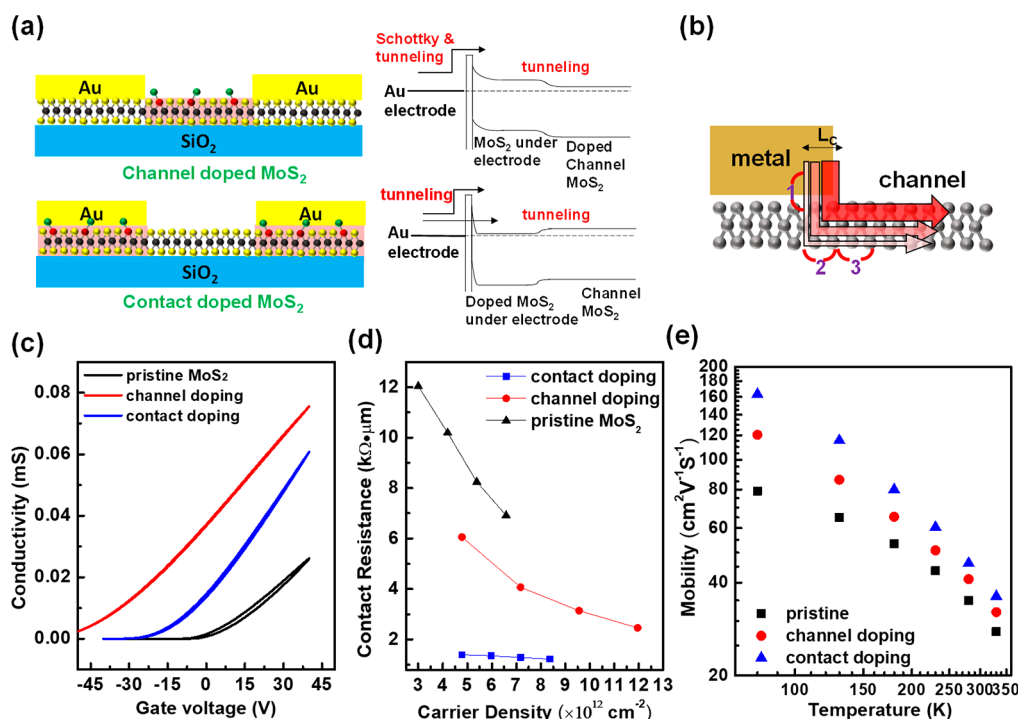 (a)
Au
Au
SiO2
Channel doped MoS2
Au
Au
SiO2
Contact doped MoS2
Schottky &
tunneling
tunneling
Au
electrode
MoS2 under
electrode
Doped
Channel
MoS2
tunneling
tunneling
Au
electrode
Doped MoS2
under electrode
Channel
MoS2
(b)
LC
metal
channel
1
2
3
(c)
pristine MoS2
channel doping
contact doping
Conductivity (mS)
0.08
0.06
0.04
0.02
0.00
-45 -30 -15 0 15 30 45
Gate voltage (V)
(d)
contact doping
channel doping
pristine MoS2
Contact Resistance (kΩ•μm)
12
10
8
6
4
2
3 4 5 6 7 8 9 10 11 12 13
Carrier Density (×10^12 cm^-2)
(e)
Mobility (cm^2V^-1S^-1)
200
180
160
140
120
100
80
60
40
20
pristine
channel doping
contact doping
100 150 200 250 300 350
Temperature (K)